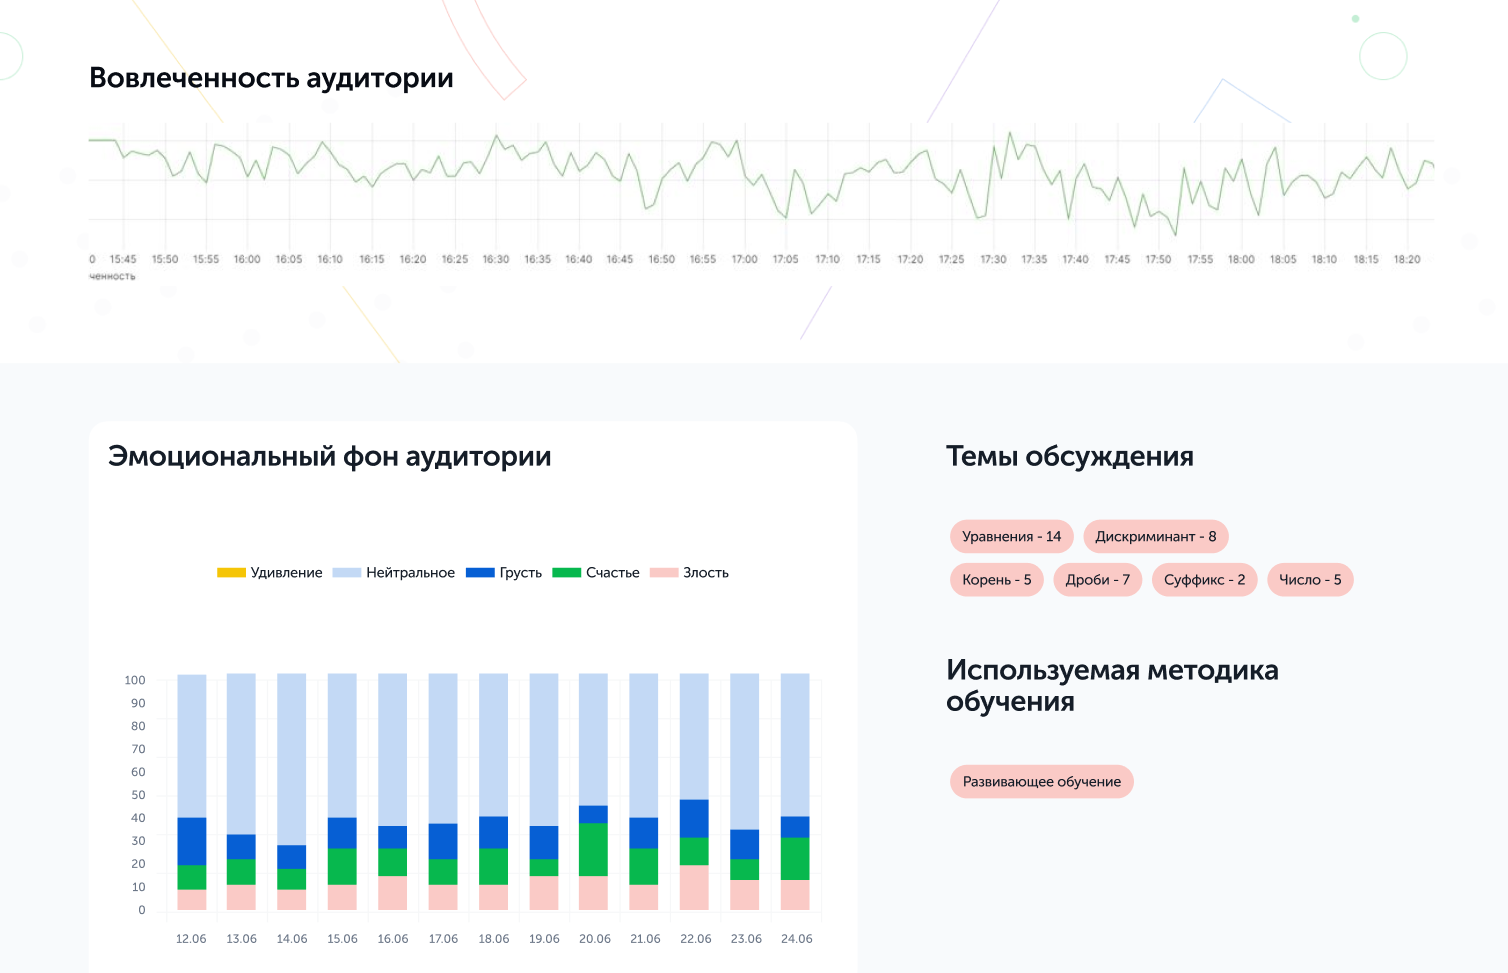 Вовлеченность аудитории
0 15:45 15:50 15:55 16:00 16:05 16:10 16:15 16:20 16:25 16:30 16:35 16:40 16:45 16:50 16:55 17:00 17:05 17:10 17:15 17:20 17:25 17:30 17:35 17:40 17:45 17:50 17:55 18:00 18:05 18:10 18:15 18:20
ченность
Эмоциональный фон аудитории
Удивление Нейтральное Грусть Счастье Злость
100
90
80
70
60
50
40
30
20
10
0
12.06 13.06 14.06 15.06 16.06 17.06 18.06 19.06 20.06 21.06 22.06 23.06 24.06
Темы обсуждения
Уравнения - 14 Дискриминант - 8
Корень - 5 Дроби - 7 Суффикс - 2 Число - 5
Используемая методика
обучения
Развивающее обучение